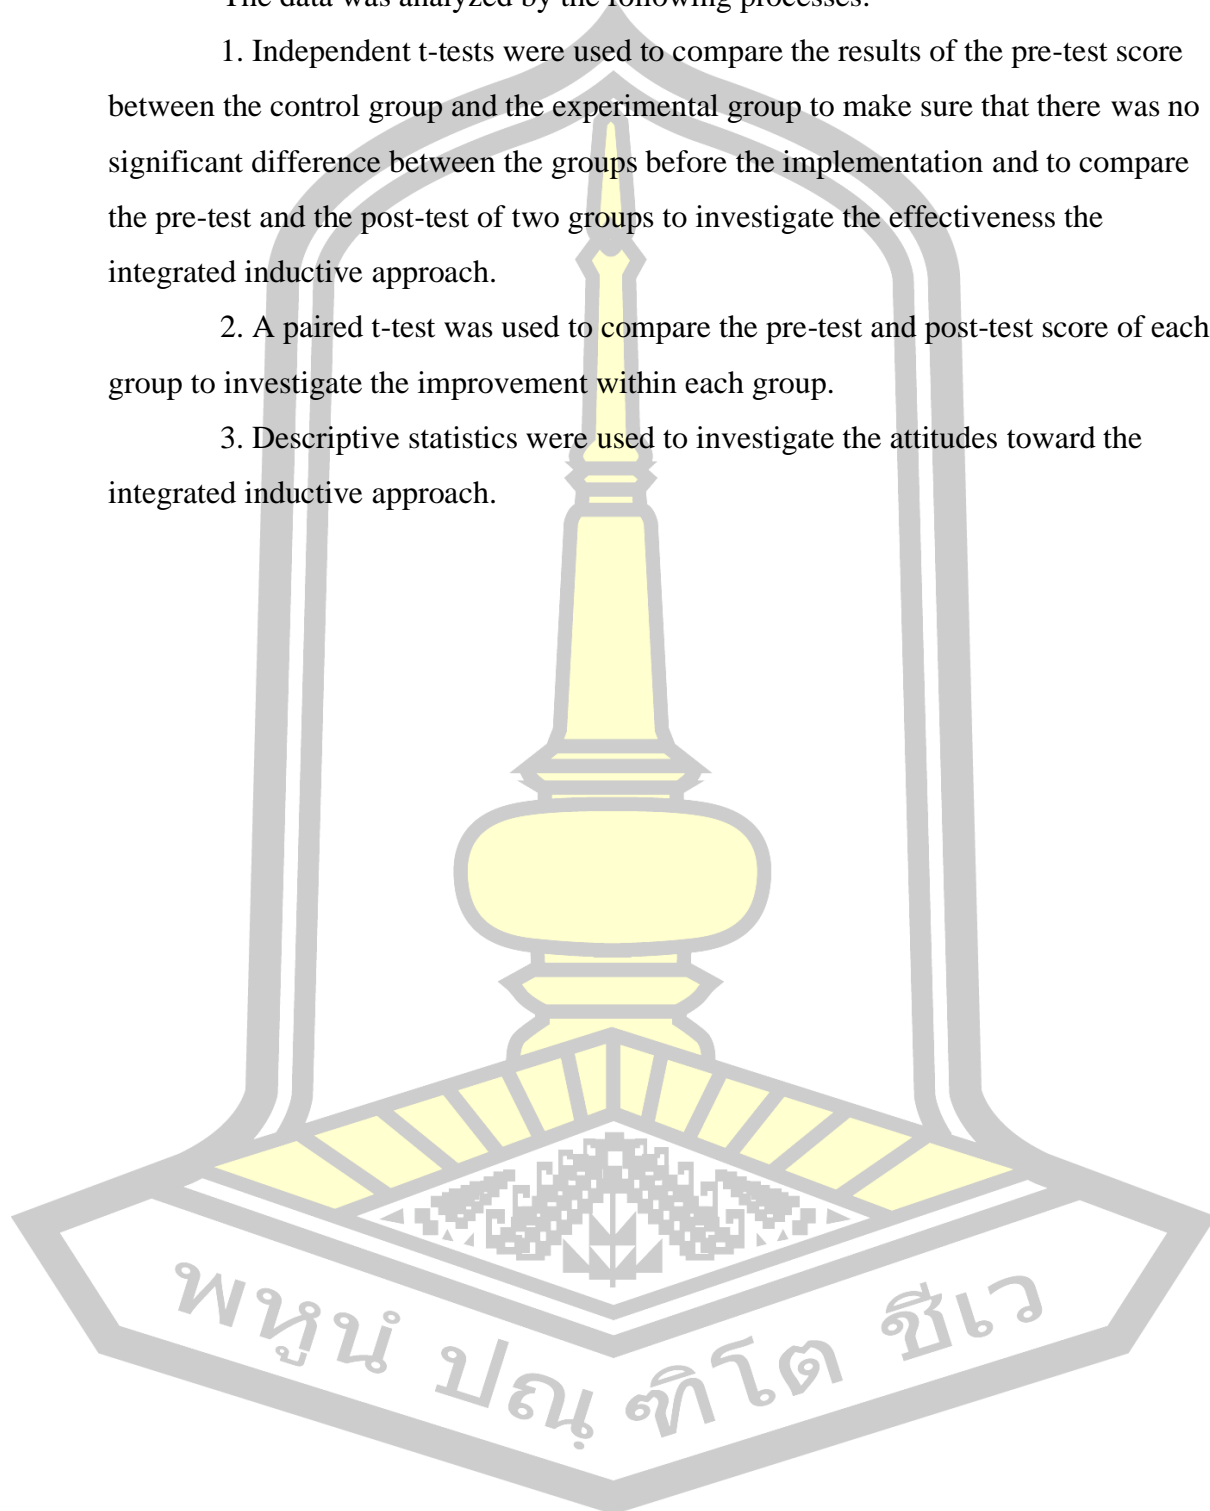 The data was analyzed by the following processes:
1. Independent t-tests were used to compare the results of the pre-test score
between the control group and the experimental group to make sure that there was no
significant difference between the groups before the implementation and to compare
the pre-test and the post-test of two groups to investigate the effectiveness the
integrated inductive approach.
2. A paired t-test was used to compare the pre-test and post-test score of each
group to investigate the improvement within each group.
3. Descriptive statistics were used to investigate the attitudes toward the
integrated inductive approach.
พหูนํ ปณฺฑิโต ชีเว